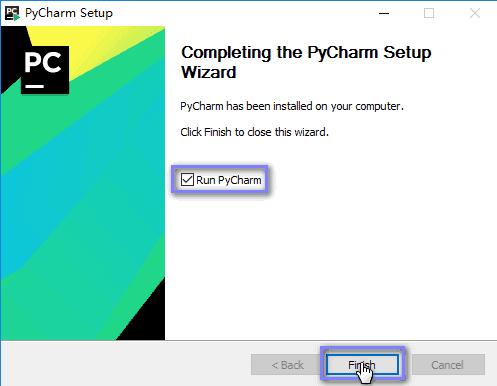 PyCharm Setup
PC
Completing the PyCharm Setup
Wizard
PyCharm has been installed on your computer.
Click Finish to close this wizard.
Run PyCharm
< Back
Finish
Cancel